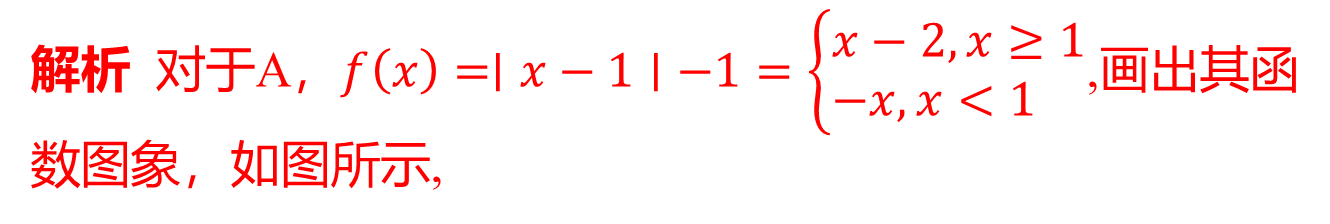 解析 对于A，f(x)=| x − 1 | −1 = {x − 2, x ≥ 1 −x, x < 1 ,画出其函
数图象，如图所示,